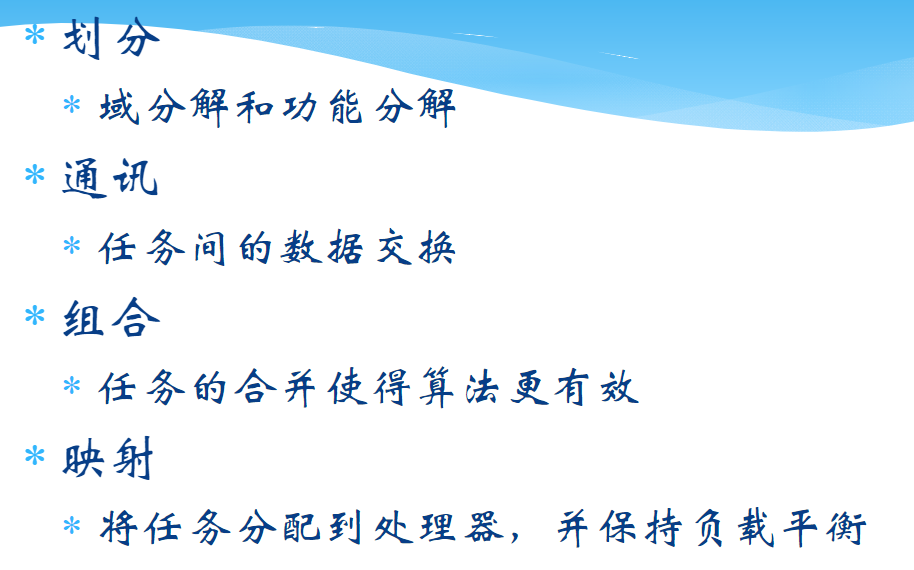 * 划分
* 域分解和功能分解
* 通讯
* 任务间的数据交换
* 组合
* 任务的合并使得算法更有效
* 映射
* 将任务分配到处理器，并保持负载平衡